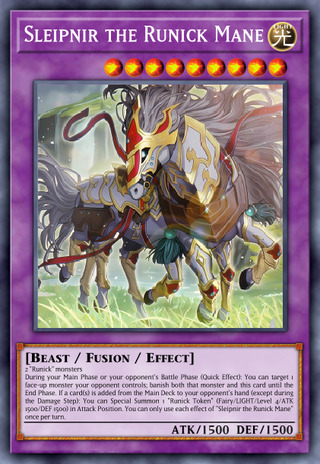 Sleipnir the Runick Mane
LIGHT
光
[Beast / Fusion / Effect]
2 "Runick" monsters
During your Main Phase or your opponent's Battle Phase (Quick Effect): You can target 1
face-up monster your opponent controls; banish both that monster and this card until the
End Phase. If a card(s) is added from the Main Deck to your opponent's hand (except during
the Damage Step): You can Special Summon 1 "Runick Token" (Fairy/LIGHT/Level 4/ATK
1500/DEF 1500) in Attack Position. You can only use each effect of "Sleipnir the Runick Mane"
once per turn.
ATK/1500 DEF/1500